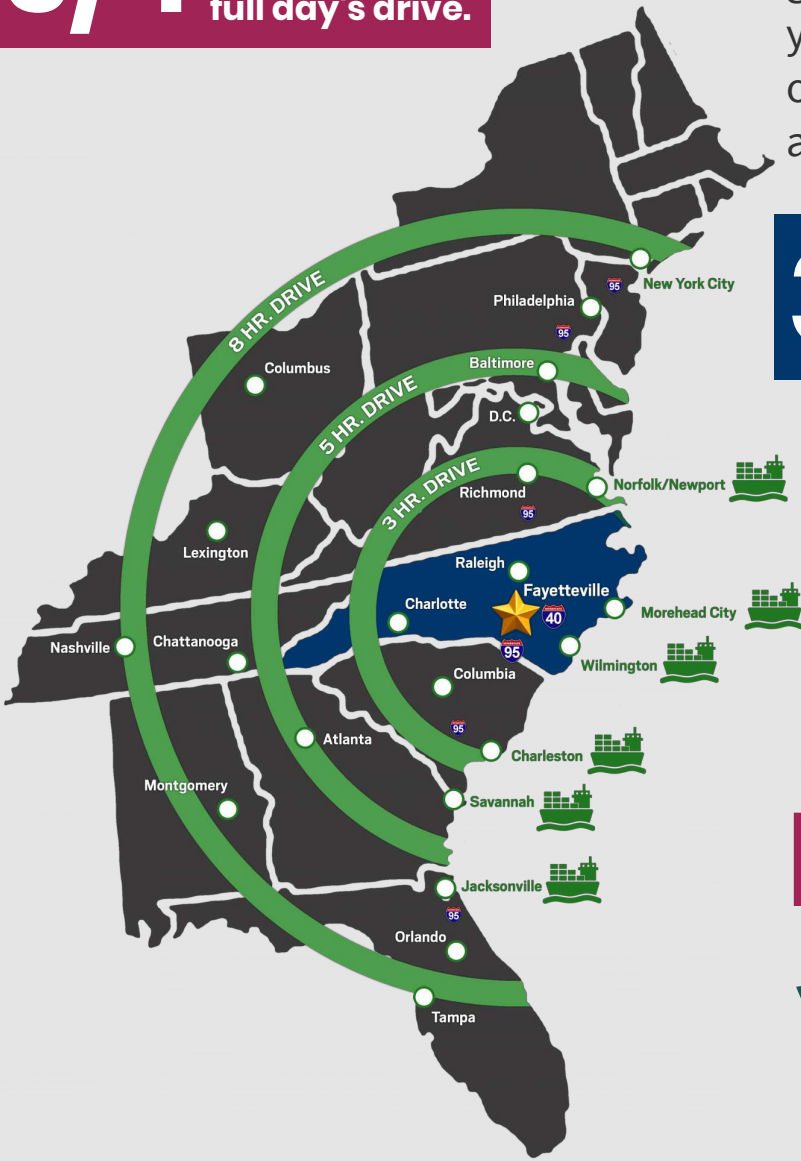 full day's drive.
New York City
95
Philadelphia
95
8 HR. DRIVE
Columbus
Baltimore
5 HR. DRIVE
D.C.
3 HR. DRIVE
Richmond
Norfolk/Newport
95
Lexington
Raleigh
Fayetteville
Charlotte
40
Morehead City
Nashville
Chattanooga
95
Wilmington
Columbia
95
Atlanta
Charleston
Montgomery
Savannah
Jacksonville
95
Orlando
Tampa